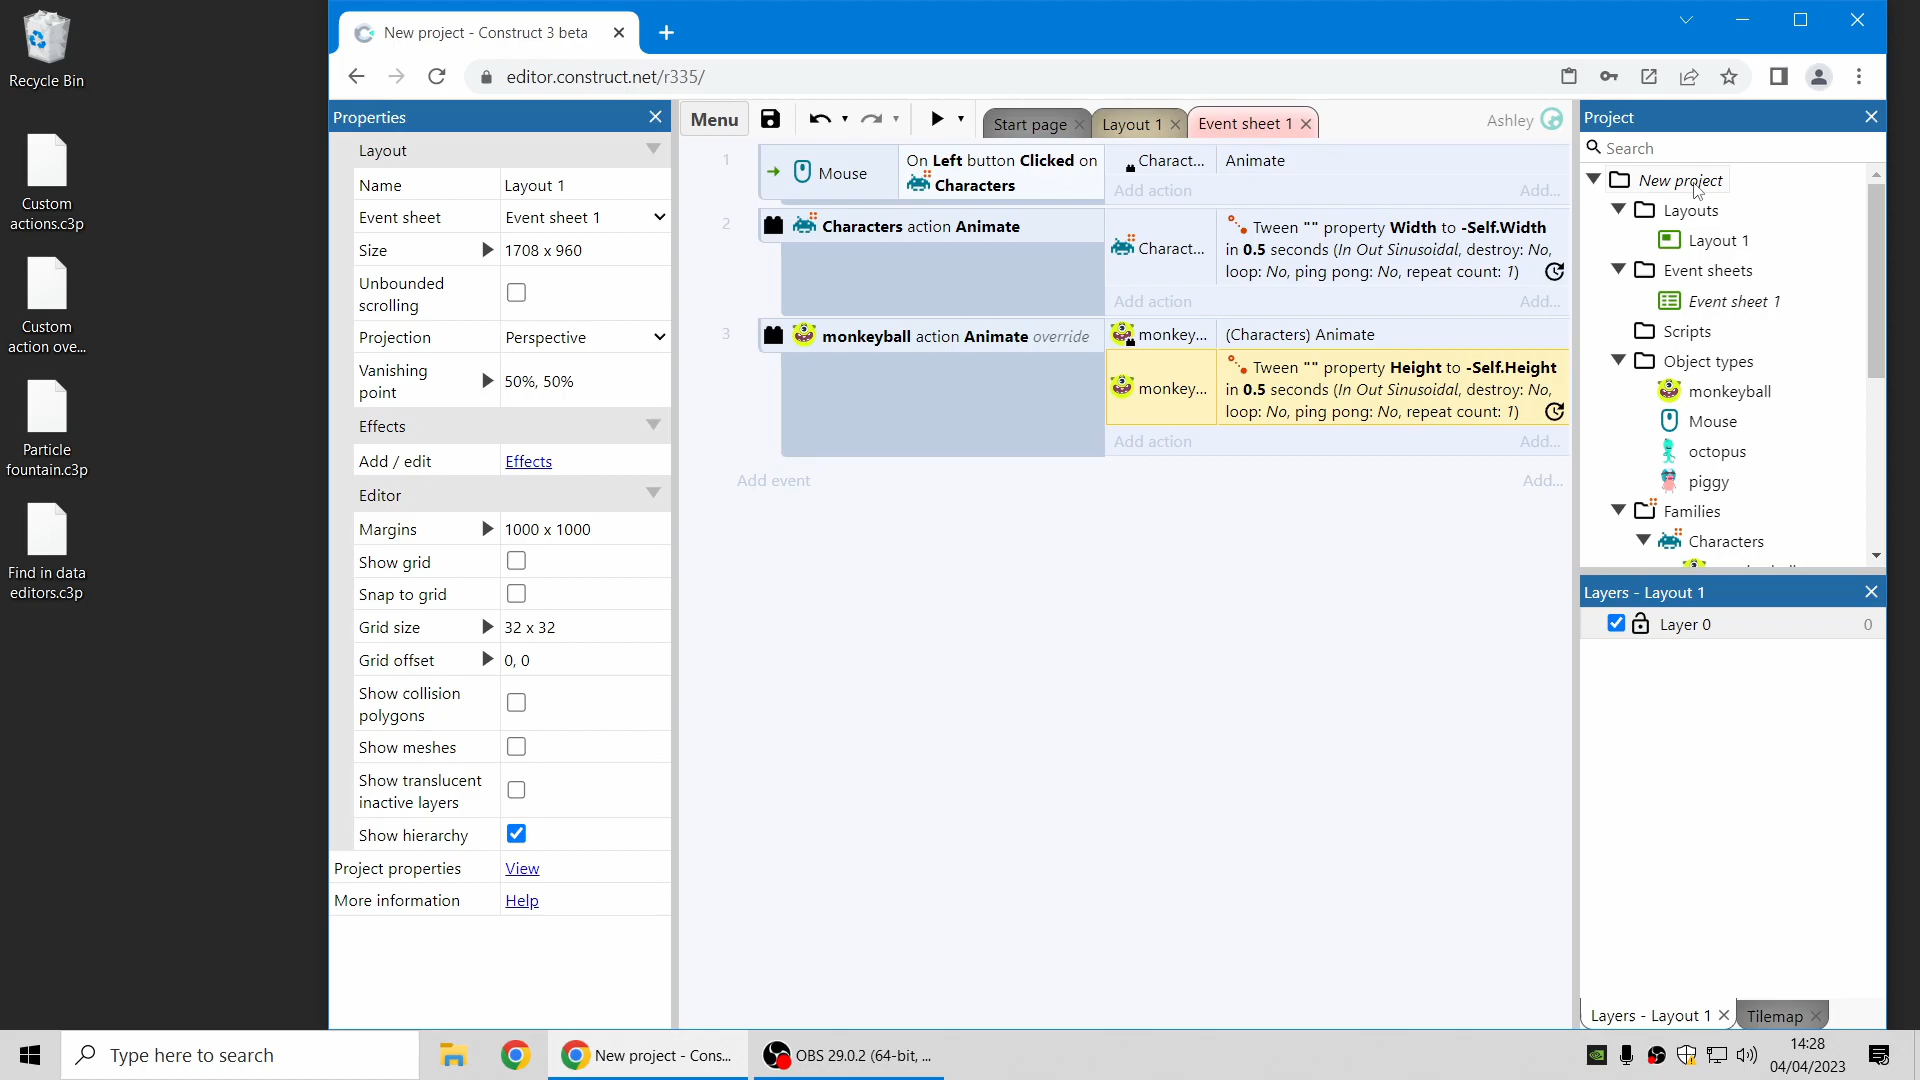 Recycle Bin
Custom
actions.c3p
Custom
action ove...
Particle
fountain.c3p
Find in data
editors.c3p
New project - Construct 3 beta
editor.construct.net/r335/
Properties
Layout
Name Layout 1
Event sheet Event sheet 1
Size 1708 x 960
Unbounded
scrolling
Projection Perspective
Vanishing
point 50%, 50%
Effects
Add / edit Effects
Editor
Margins 1000 x 1000
Show grid
Snap to grid
Grid size 32 x 32
Grid offset 0, 0
Show collision
polygons
Show meshes
Show translucent
inactive layers
Show hierarchy
Project properties View
More information Help
Menu
Start page Layout 1 Event sheet 1
Ashley
1 Mouse On Left button Clicked on
Characters
Charact... Animate
Add action Add...
2 Characters action Animate
Charact... Tween "" property Width to -Self.Width
in 0.5 seconds (In Out Sinusoidal, destroy: No,
loop: No, ping pong: No, repeat count: 1)
Add action Add...
3 monkeyball action Animate override
monkey... (Characters) Animate
monkey... Tween "" property Height to -Self.Height
in 0.5 seconds (In Out Sinusoidal, destroy: No,
loop: No, ping pong: No, repeat count: 1)
Add action Add...
Add event Add...
Project
Search
New project
Layouts
Layout 1
Event sheets
Event sheet 1
Scripts
Object types
monkeyball
Mouse
octopus
piggy
Families
Characters
Layers - Layout 1
Layer 0 0
Layers - Layout 1 Tilemap
Type here to search
New project - Cons...
OBS 29.0.2 (64-bit, ...
14:28
04/04/2023